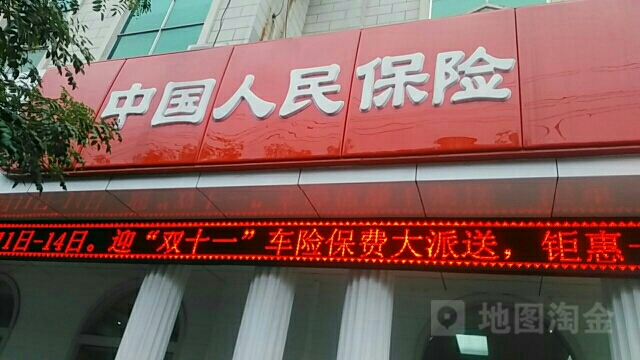 中国人民保险
1日-14日。迎“双十一”车险保费大派送，钜惠
地图淘金